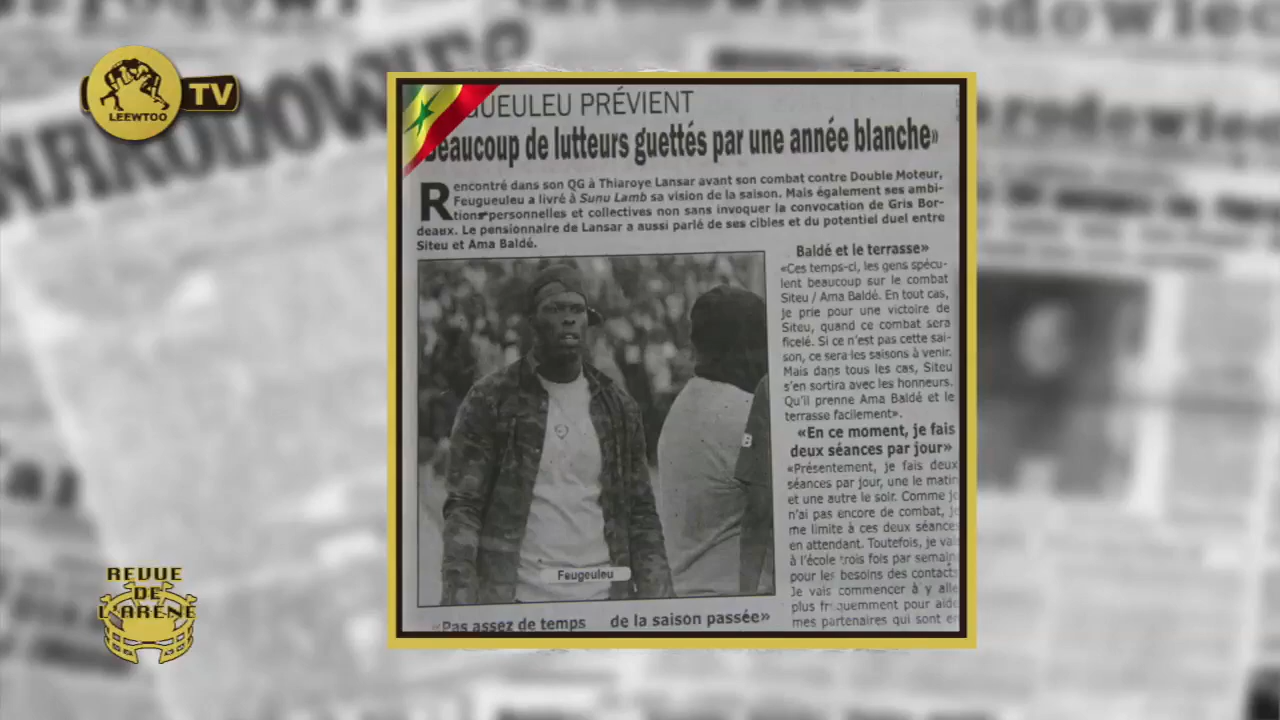 LEEWTOO
TV
NARODOWIEC
GUEULEU PRÉVIENT
Beaucoup de lutteurs guettés par une année blanche»
Rencontré dans son QG à Thiaroye Lansar avant son combat contre Double Moteur,
Feugueuleu a livré à Sunu Lamb sa vision de la saison. Mais également ses ambi-
tions personnelles et collectives non sans invoquer la convocation de Gris Bor-
deaux. Le pensionnaire de Lansar a aussi parlé de ses cibles et du potentiel duel entre
Siteu et Ama Baldé.
Baldé et le terrasse»
«Ces temps-ci, les gens spécu-
lent beaucoup sur le combat
Siteu / Ama Baldé. En tout cas,
je prie pour une victoire de
Siteu, quand ce combat sera
ficelé. Si ce n'est pas cette sai-
son, ce sera les saisons à venir.
Mais dans tous les cas, Siteu
s'en sortira avec les honneurs.
Qu'il prenne Ama Baldé et le
terrasse facilement».
«En ce moment, je fais
deux séances par jour»
«Présentement, je fais deux
séances par jour, une le matin
et une autre le soir. Comme je
n'ai pas encore de combat, je
me limite à ces deux séances
en attendant. Toutefois, je vais
à l'école trois fois par semaine
pour les besoins des contacts.
Je vais commencer à y alle
plus fréquemment pour aide
mes partenaires qui sont en
B
Feugeuleu
«Pas assez de temps
de la saison passée»
REVUE
DE
L'ARÈNE